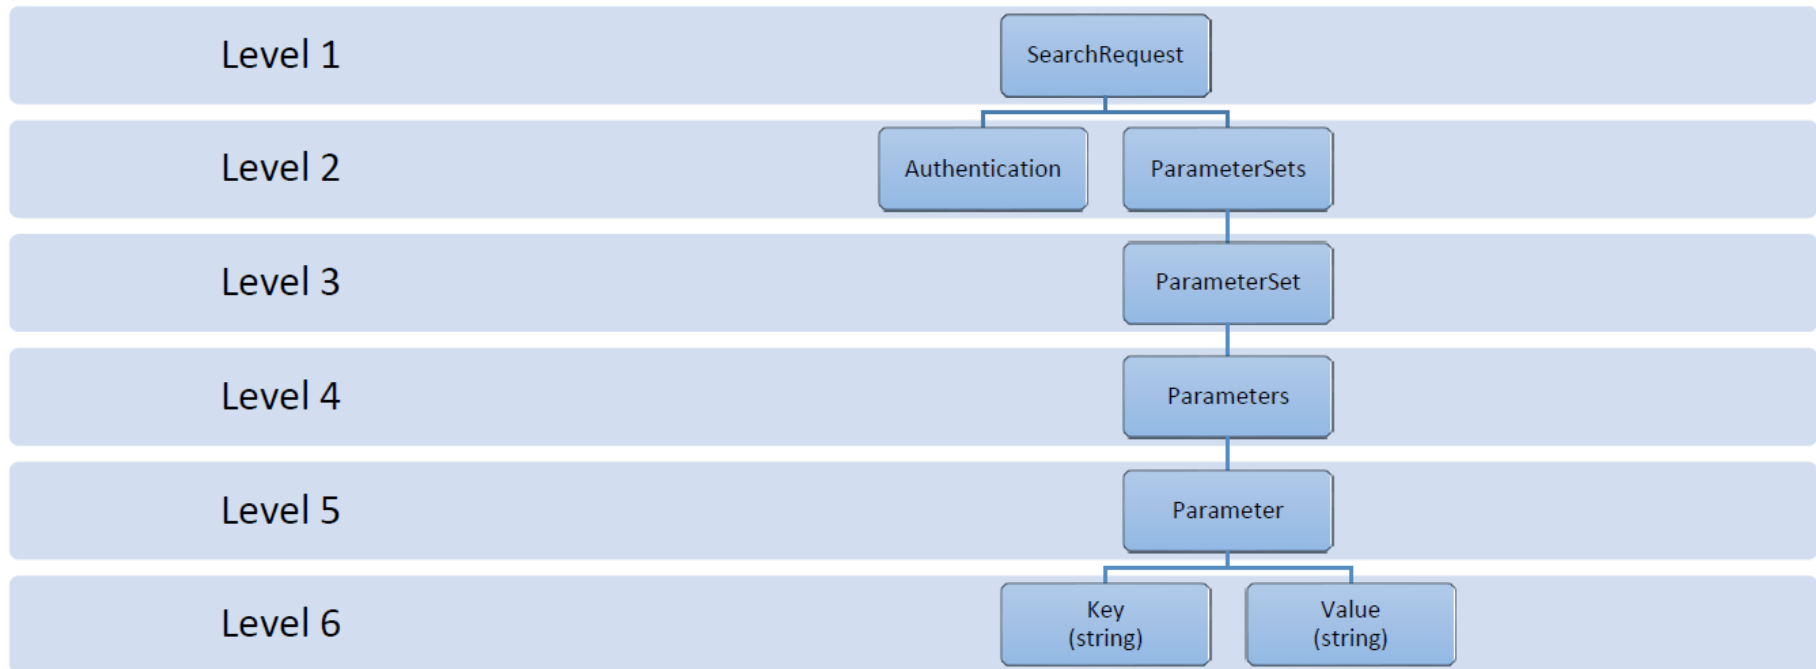 Level 1
SearchRequest
Level 2
Authentication
ParameterSets
Level 3
ParameterSet
Level 4
Parameters
Level 5
Parameter
Level 6
Key
(string)
Value
(string)